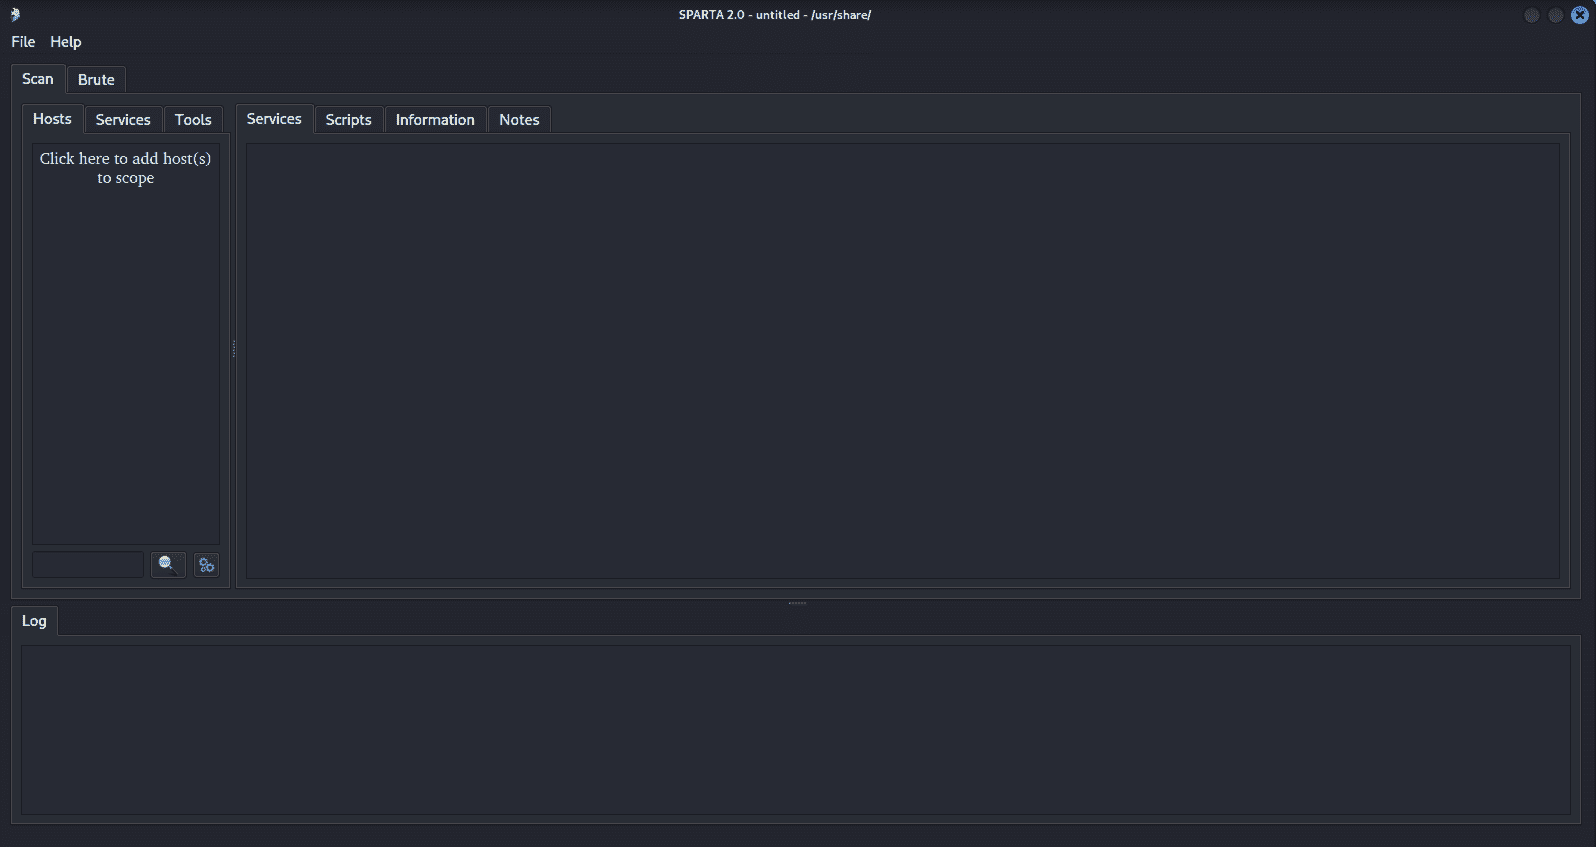 SPARTA 2.0 - untitled - /usr/share/
File Help
Scan Brute
Hosts Services Tools Services Scripts Information Notes
Click here to add host(s)
to scope
Log